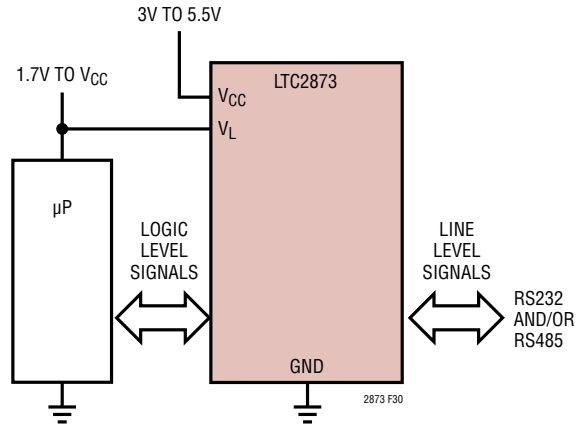 3V TO 5.5V
1.7V TO VCC
LTC2873
VCC
VL
µP
LOGIC
LEVEL
SIGNALS
LINE
LEVEL
SIGNALS
RS232
AND/OR
RS485
GND
2873 F30